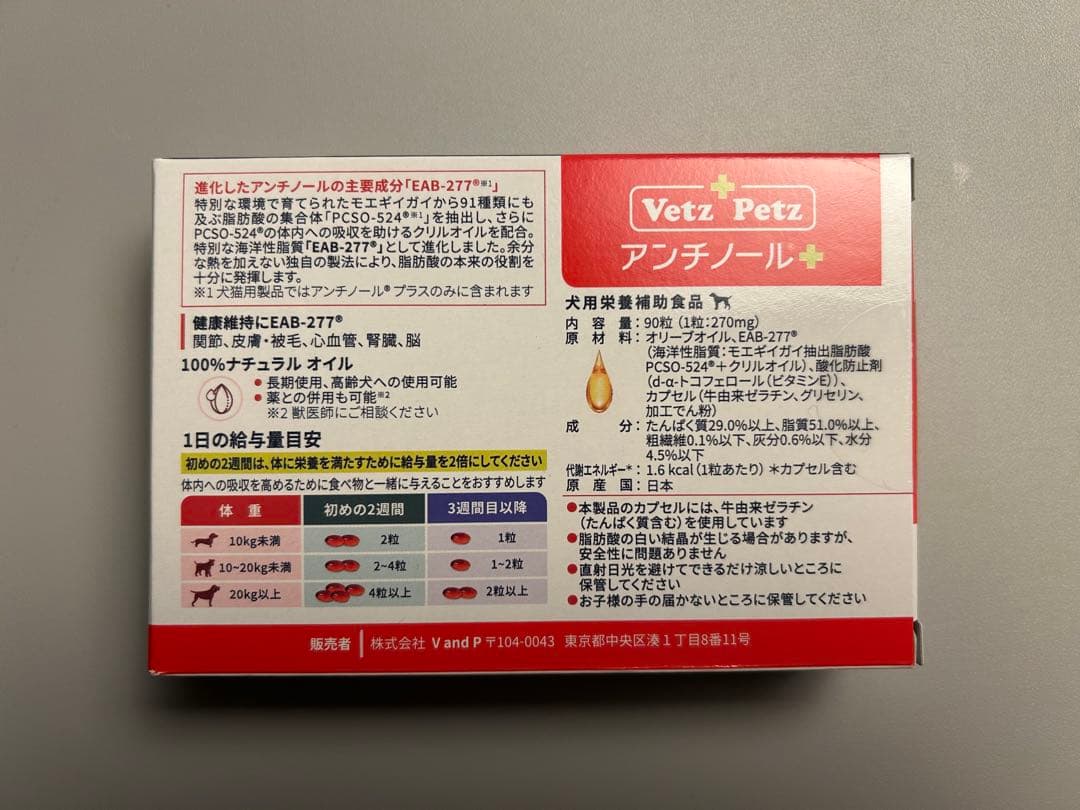 進化したアンチノールの主要成分「EAB-277®※1」
特別な環境で育てられたモエギイガイから91種類にも
及ぶ脂肪酸の集合体「PCSO-524®※1」を抽出し、さらに
PCSO-524®の体内への吸収を助けるクリルオイルを配合。
特別な海洋性脂質「EAB-277®」として進化しました。余分
な熱を加えない独自の製法により、脂肪酸の本来の役割を
十分に発揮します。
※1 犬猫用製品ではアンチノール® プラスのみに含まれます
健康維持にEAB-277®
関節、皮膚・被毛、心血管、腎臓、脳
100%ナチュラル オイル
● 長期使用、高齢犬への使用可能
● 薬との併用も可能※2
※2 獣医師にご相談ください
1日の給与量目安
初めの2週間は、体に栄養を満たすために給与量を2倍にしてください
体内への吸収を高めるために食べ物と一緒に与えることをおすすめします
体重 初めの2週間 3週間目以降
10kg未満 2粒 1粒
10~20kg未満 2~4粒 1~2粒
20kg以上 4粒以上 2粒以上
Vetz Petz
アンチノール®+
犬用栄養補助食品
内容量:90粒(1粒:270mg)
原材料:オリーブオイル、EAB-277®
(海洋性脂質:モエギイガイ抽出脂肪酸
PCSO-524®+クリルオイル)、酸化防止剤
(d-α-トコフェロール(ビタミンE))、
カプセル(牛由来ゼラチン、グリセリン、
加工でん粉)
成分:たんぱく質29.0%以上、脂質51.0%以上、
粗繊維0.1%以下、灰分0.6%以下、水分
4.5%以下
代謝エネルギー*:1.6 kcal(1粒あたり) *カプセル含む
原産国:日本
●本製品のカプセルには、牛由来ゼラチン
(たんぱく質含む)を使用しています
●脂肪酸の白い結晶が生じる場合がありますが、
安全性に問題ありません
●直射日光を避けてできるだけ涼しいところに
保管してください
●お子様の手の届かないところに保管してください
販売者 株式会社 V and P 〒104-0043 東京都中央区湊1丁目8番11号